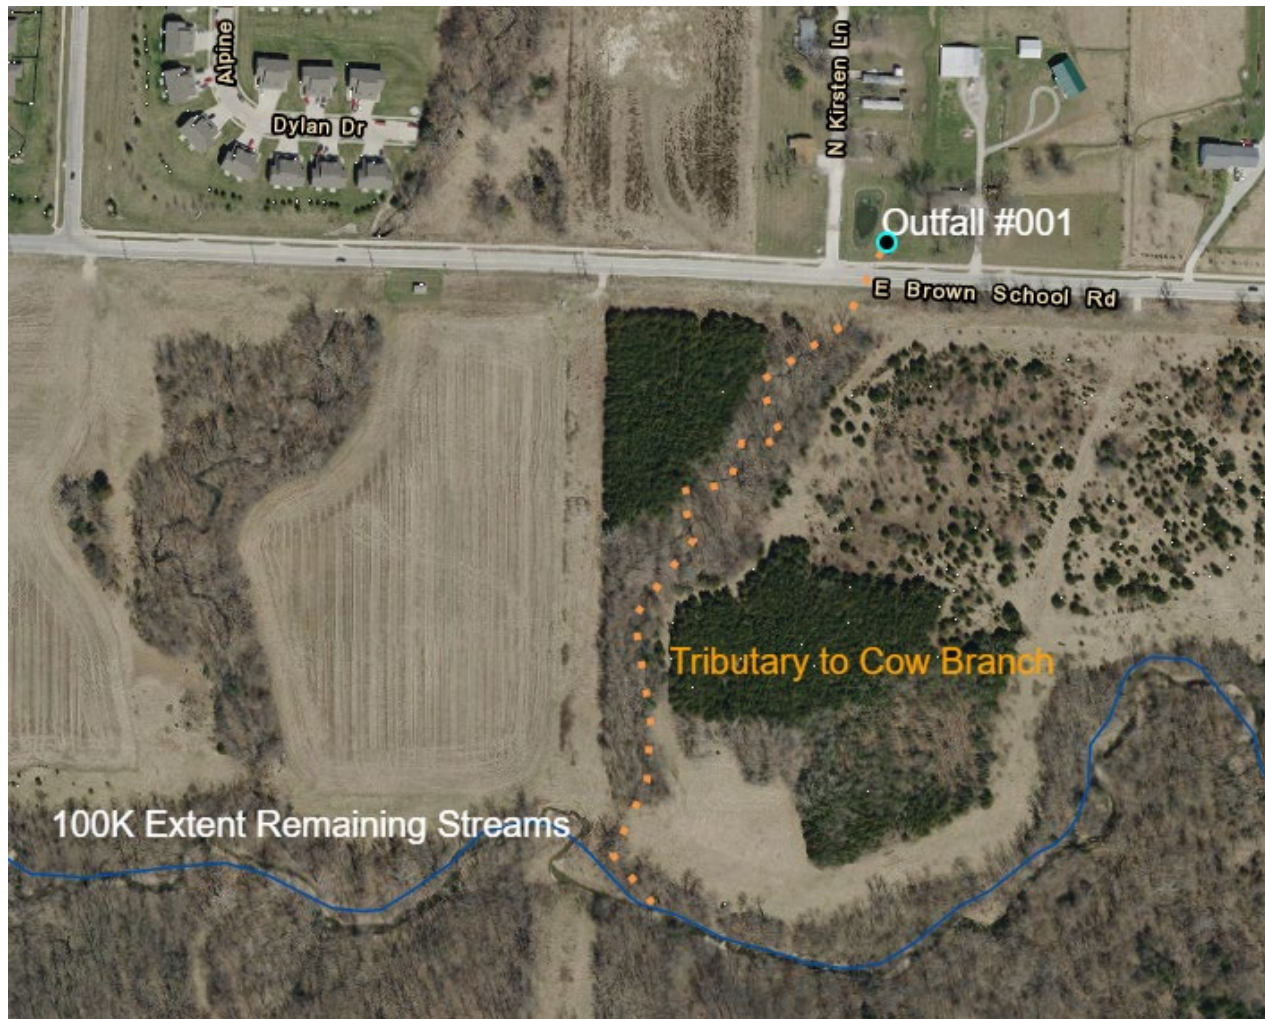 Alpine
Dylan Dr
N Kirsten Ln
Outfall #001
E Brown School Rd
Tributary to Cow Branch
100K Extent Remaining Streams